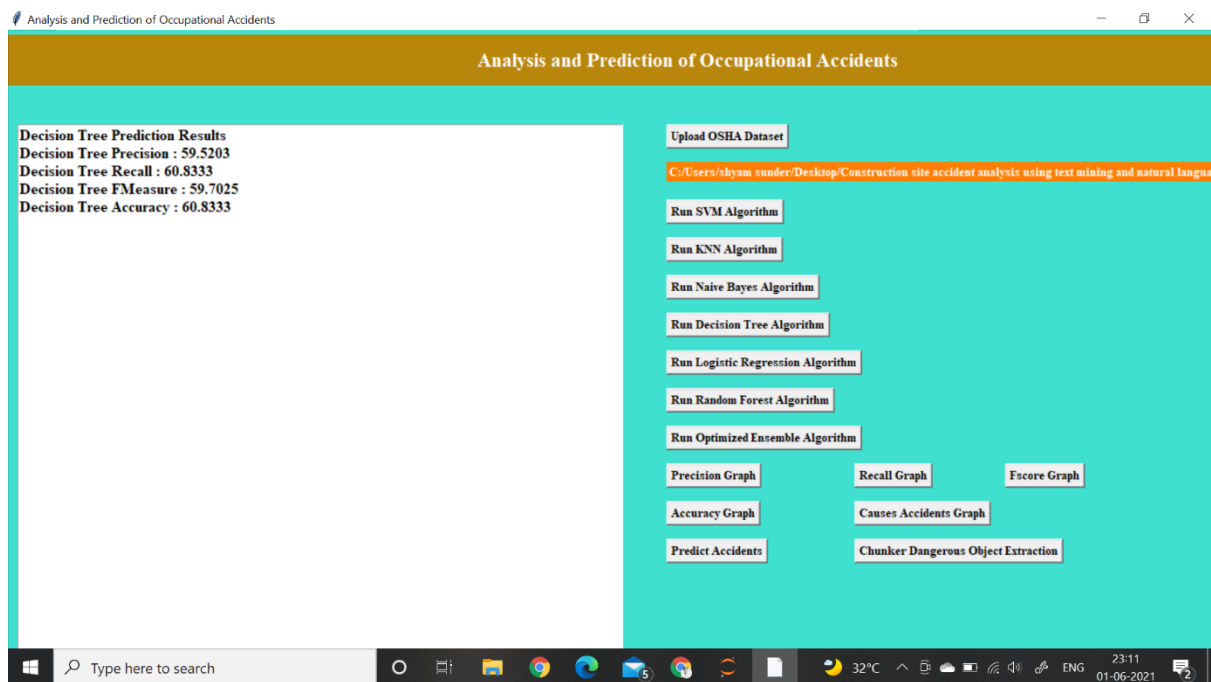 Analysis and Prediction of Occupational Accidents
Analysis and Prediction of Occupational Accidents
Decision Tree Prediction Results
Decision Tree Precision : 59.5203
Decision Tree Recall : 60.8333
Decision Tree FMeasure : 59.7025
Decision Tree Accuracy : 60.8333
Upload OSHA Dataset
C:/Users/shyam sunder/Desktop/Construction site accident analysis using text mining and natural langua
Run SVM Algorithm
Run KNN Algorithm
Run Naive Bayes Algorithm
Run Decision Tree Algorithm
Run Logistic Regression Algorithm
Run Random Forest Algorithm
Run Optimized Ensemble Algorithm
Precision Graph Recall Graph Fscore Graph
Accuracy Graph Causes Accidents Graph
Predict Accidents Chunker Dangerous Object Extraction
Type here to search 5 32°C ENG 23:11 2
01-06-2021